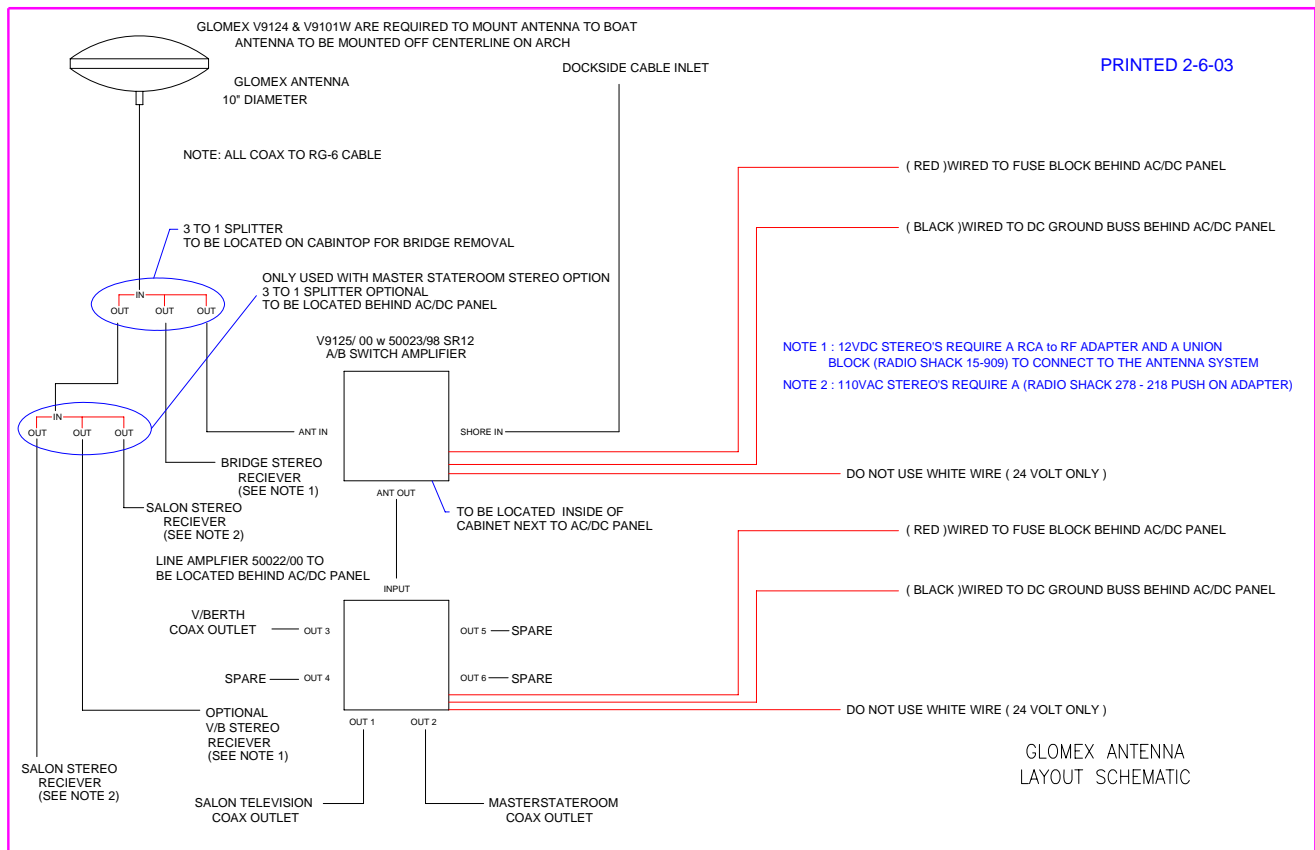 GLOMEX V9124 & V9101W ARE REQUIRED TO MOUNT ANTENNA TO BOAT
ANTENNA TO BE MOUNTED OFF CENTERLINE ON ARCH
PRINTED 2-6-03
DOCKSIDE CABLE INLET
GLOMEX ANTENNA
10" DIAMETER
NOTE: ALL COAX TO RG-6 CABLE
( RED )WIRED TO FUSE BLOCK BEHIND AC/DC PANEL
3 TO 1 SPLITTER
TO BE LOCATED ON CABINTOP FOR BRIDGE REMOVAL
( BLACK )WIRED TO DC GROUND BUSS BEHIND AC/DC PANEL
ONLY USED WITH MASTER STATEROOM STEREO OPTION
3 TO 1 SPLITTER OPTIONAL
TO BE LOCATED BEHIND AC/DC PANEL
IN
OUT
OUT
OUT
V9125/ 00 w 50023/98 SR12
A/B SWITCH AMPLIFIER
NOTE 1 : 12VDC STEREO'S REQUIRE A RCA to RF ADAPTER AND A UNION
BLOCK (RADIO SHACK 15-909) TO CONNECT TO THE ANTENNA SYSTEM
NOTE 2 : 110VAC STEREO'S REQUIRE A (RADIO SHACK 278 - 218 PUSH ON ADAPTER)
IN
OUT
OUT
OUT
ANT IN
SHORE IN
BRIDGE STEREO
RECIEVER
(SEE NOTE 1)
DO NOT USE WHITE WIRE ( 24 VOLT ONLY )
ANT OUT
SALON STEREO
RECIEVER
(SEE NOTE 2)
TO BE LOCATED INSIDE OF
CABINET NEXT TO AC/DC PANEL
( RED )WIRED TO FUSE BLOCK BEHIND AC/DC PANEL
LINE AMPLFIER 50022/00 TO
BE LOCATED BEHIND AC/DC PANEL
INPUT
( BLACK )WIRED TO DC GROUND BUSS BEHIND AC/DC PANEL
V/BERTH
COAX OUTLET
OUT 3
OUT 5
SPARE
SPARE
OUT 4
OUT 6
SPARE
DO NOT USE WHITE WIRE ( 24 VOLT ONLY )
OPTIONAL
V/B STEREO
RECIEVER
(SEE NOTE 1)
OUT 1
OUT 2
SALON STEREO
RECIEVER
(SEE NOTE 2)
SALON TELEVISION
COAX OUTLET
MASTERSTATEROOM
COAX OUTLET
GLOMEX ANTENNA
LAYOUT SCHEMATIC